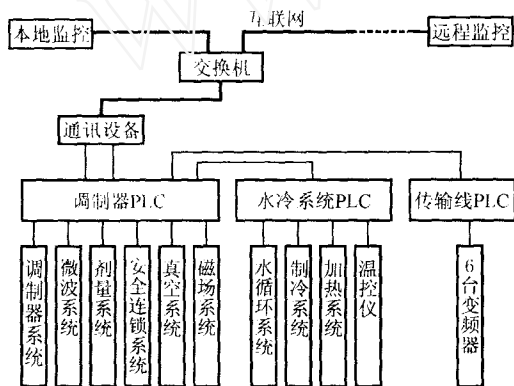 互联网
本地监控
远程监控
交换机
通讯设备
调制器PLC
水冷系统PLC
传输线PLC
调制器系统
微波系统
剂量系统
安全连锁系统
真空系统
磁场系统
水循环系统
制冷系统
加热系统
温控仪
6台变频器